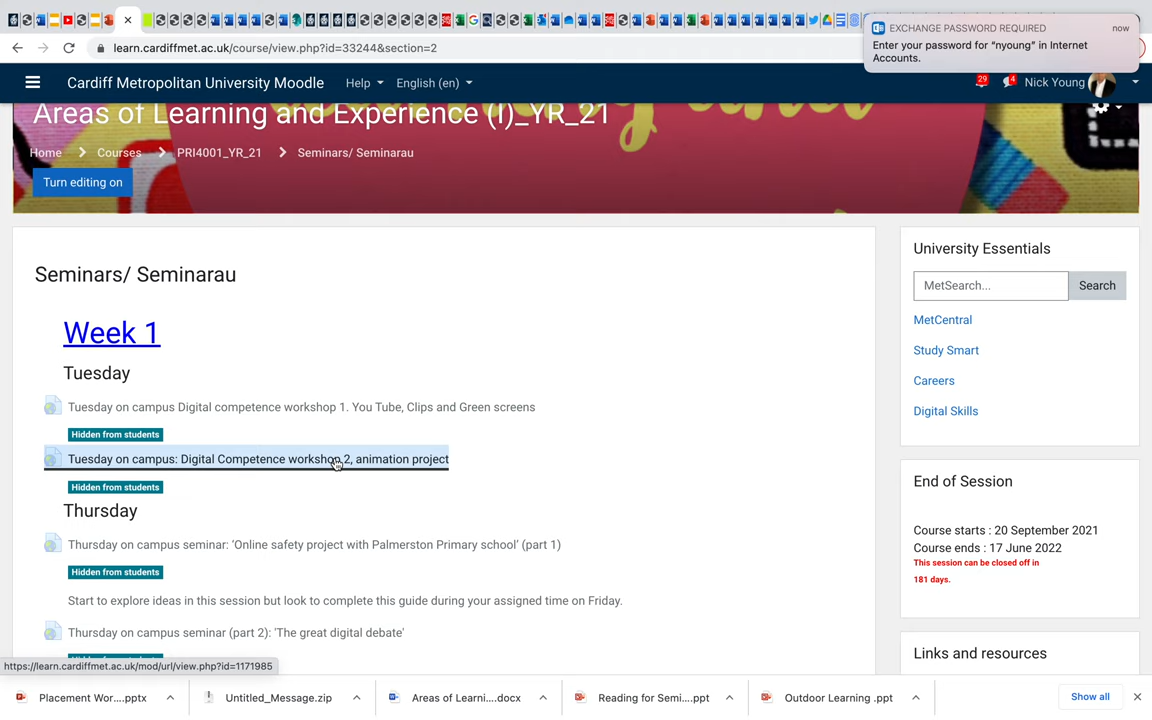 learn.cardiffmet.ac.uk/course/view.php?id=33244&section=2
EXCHANGE PASSWORD REQUIRED
now
Enter your password for “nyoung” in Internet
Accounts.
Cardiff Metropolitan University Moodle
Help
English (en)
29
4
Nick Young
Areas of Learning and Experience (I)_YR_21
Home
Courses
PRI4001_YR_21
Seminars/ Seminarau
Turn editing on
Seminars/ Seminarau
Week 1
Tuesday
Tuesday on campus Digital competence workshop 1. You Tube, Clips and Green screens
Hidden from students
Tuesday on campus: Digital Competence workshop 2, animation project
Hidden from students
Thursday
Thursday on campus seminar: ‘Online safety project with Palmerston Primary school’ (part 1)
Hidden from students
Start to explore ideas in this session but look to complete this guide during your assigned time on Friday.
Thursday on campus seminar (part 2): 'The great digital debate'
University Essentials
MetSearch...
Search
MetCentral
Study Smart
Careers
Digital Skills
End of Session
Course starts : 20 September 2021
Course ends : 17 June 2022
This session can be closed off in
181 days.
Links and resources
https://learn.cardiffmet.ac.uk/mod/url/view.php?id=1171985
Placement Wor....pptx
Untitled_Message.zip
Areas of Learni....docx
Reading for Semi....ppt
Outdoor Learning .ppt
Show all